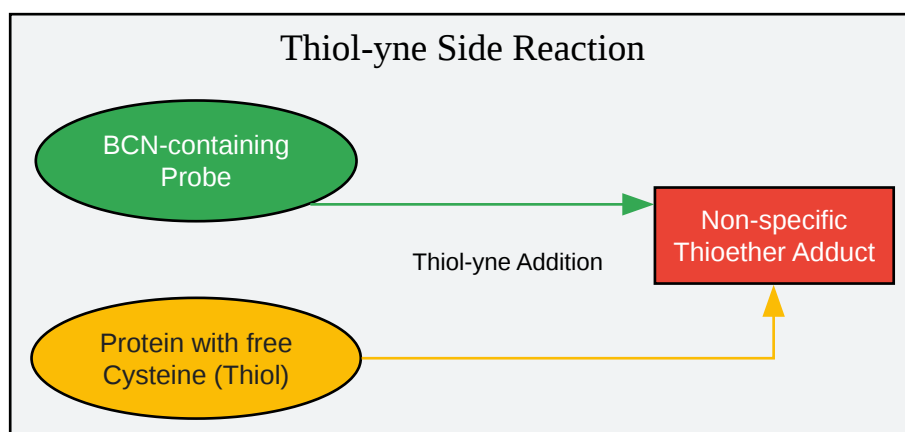 Thiol-yne Side Reaction
BCN-containing
Probe
Non-specific
Thioether Adduct
Thiol-yne Addition
Protein with free
Cysteine (Thiol)